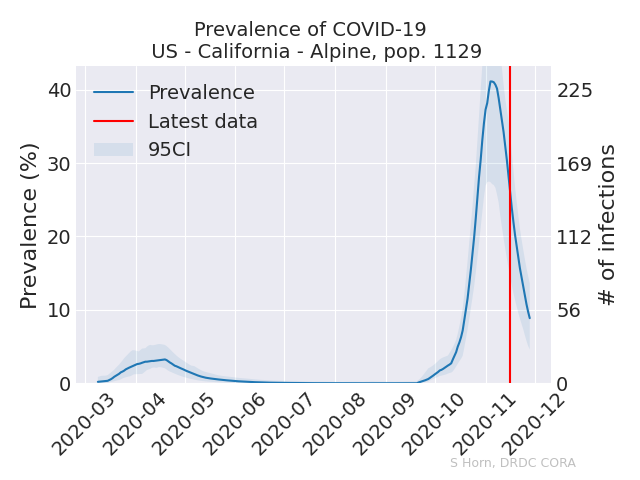 Prevalence of COVID-19
US - California - Alpine, pop. 1129
Prevalence
Latest data
95CI
Prevalence (%)
40
30
20
10
0
225
169
112
56
0
# of infections
2020-03
2020-04
2020-05
2020-06
2020-07
2020-08
2020-09
2020-10
2020-11
2020-12
S Horn, DRDC CORA